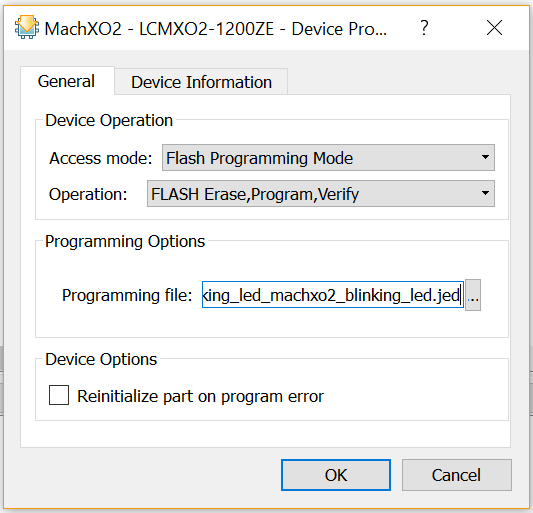 MachXO2 - LCMXO2-1200ZE - Device Pro... ?
General Device Information
Device Operation
Access mode: Flash Programming Mode
Operation: FLASH Erase,Program,Verify
Programming Options
Programming file: king_led_machxo2_blinking_led.jed ...
Device Options
Reinitialize part on program error
OK Cancel